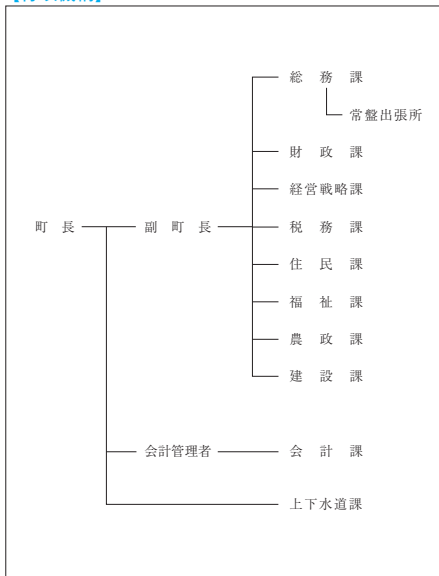 総務課
常盤出張所
財政課
経営戦略課
町長 副町長 税務課
住民課
福祉課
農政課
建設課
会計管理者 会計課
上下水道課